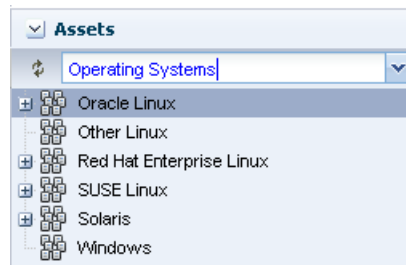 Assets
Operating Systems
Oracle Linux
Other Linux
Red Hat Enterprise Linux
SUSE Linux
Solaris
Windows